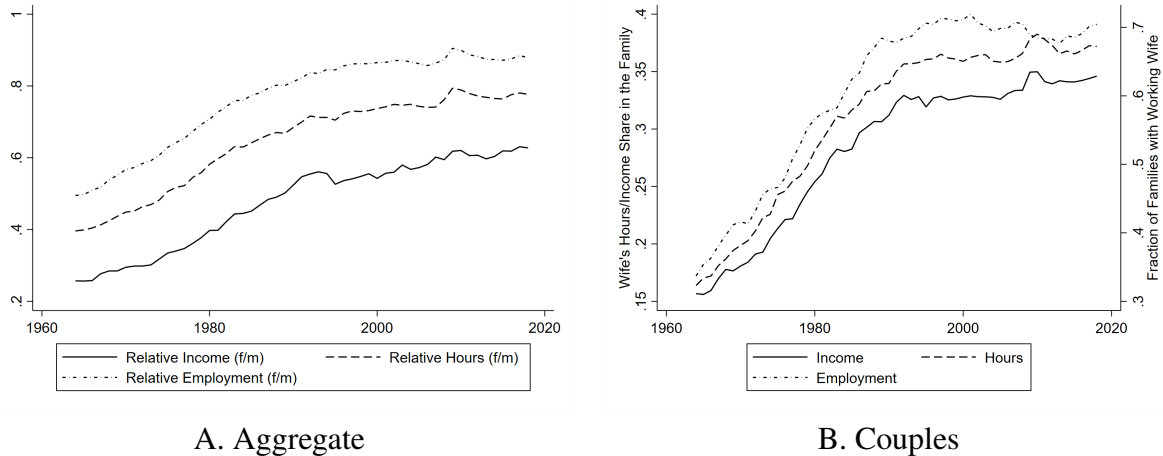 1
.8
.6
.4
.2
1960
1980
2000
2020
Relative Income (f/m)
Relative Hours (f/m)
Relative Employment (f/m)
A. Aggregate
Wife's Hours/Income Share in the Family
.4
.35
.3
.25
.2
.15
Fraction of Families with Working Wife
.7
.6
.5
.4
.3
1960
1980
2000
2020
Income
Hours
Employment
B. Couples